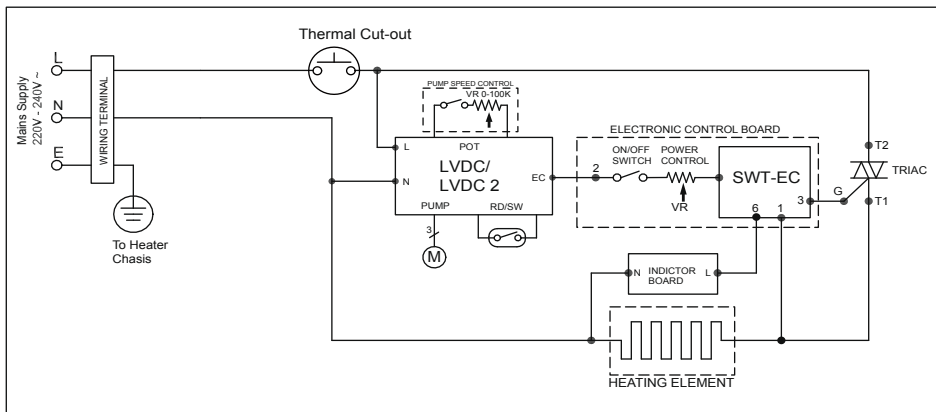 Thermal Cut-out
L
N
E
Mains Supply
220V - 240V ~
WIRING TERMINAL
To Heater
Chasis
PUMP SPEED CONTROL
VR 0-100K
POT
L
N
LVDC/
LVDC 2
EC
PUMP
RD/SW
3
M
ELECTRONIC CONTROL BOARD
2
ON/OFF
SWITCH
POWER
CONTROL
VR
SWT-EC
3
6
1
T2
TRIAC
G
T1
N
INDICTOR
BOARD
L
HEATING ELEMENT